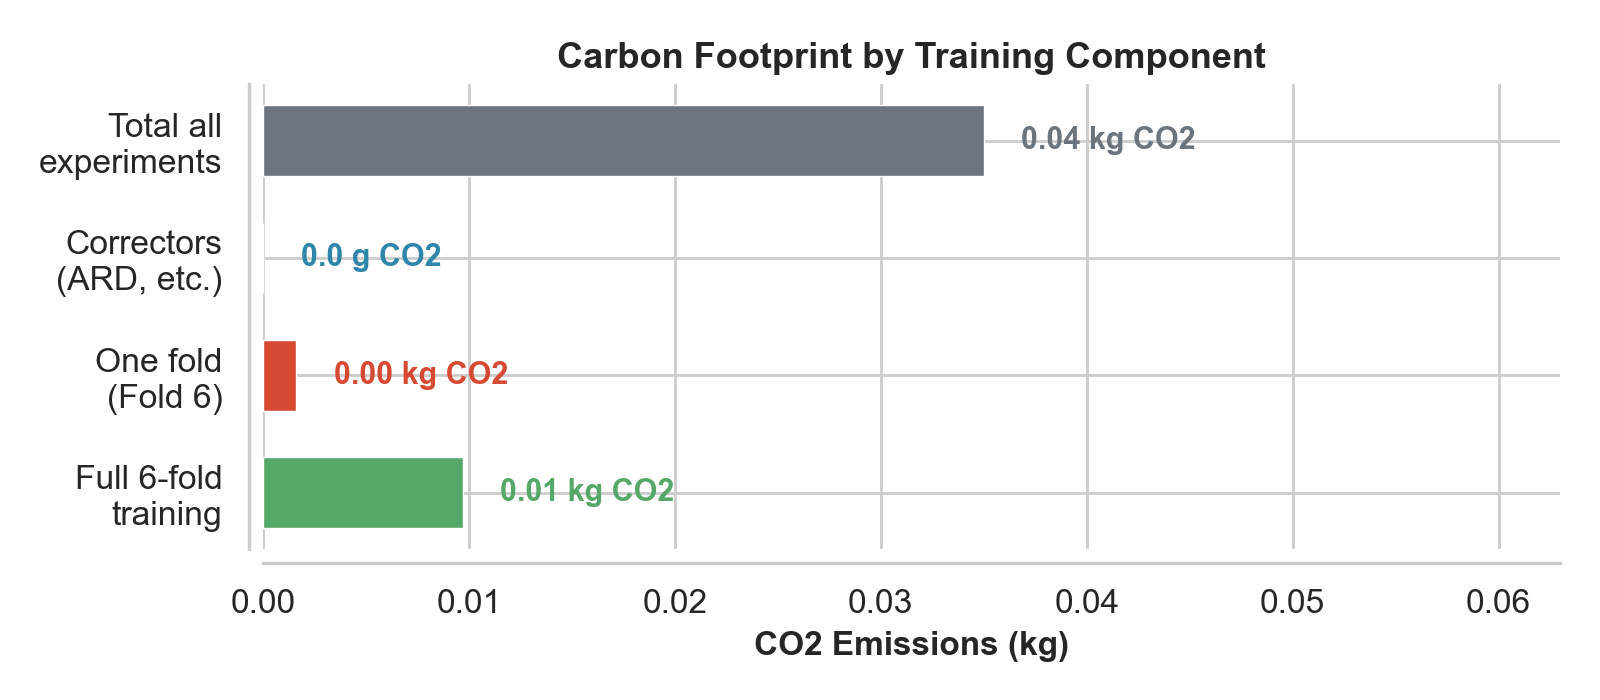 Carbon Footprint by Training Component
Total all
experiments
0.04 kg CO2
Correctors
(ARD, etc.)
0.0 g CO2
One fold
(Fold 6)
0.00 kg CO2
Full 6-fold
training
0.01 kg CO2
0.00 0.01 0.02 0.03 0.04 0.05 0.06
CO2 Emissions (kg)